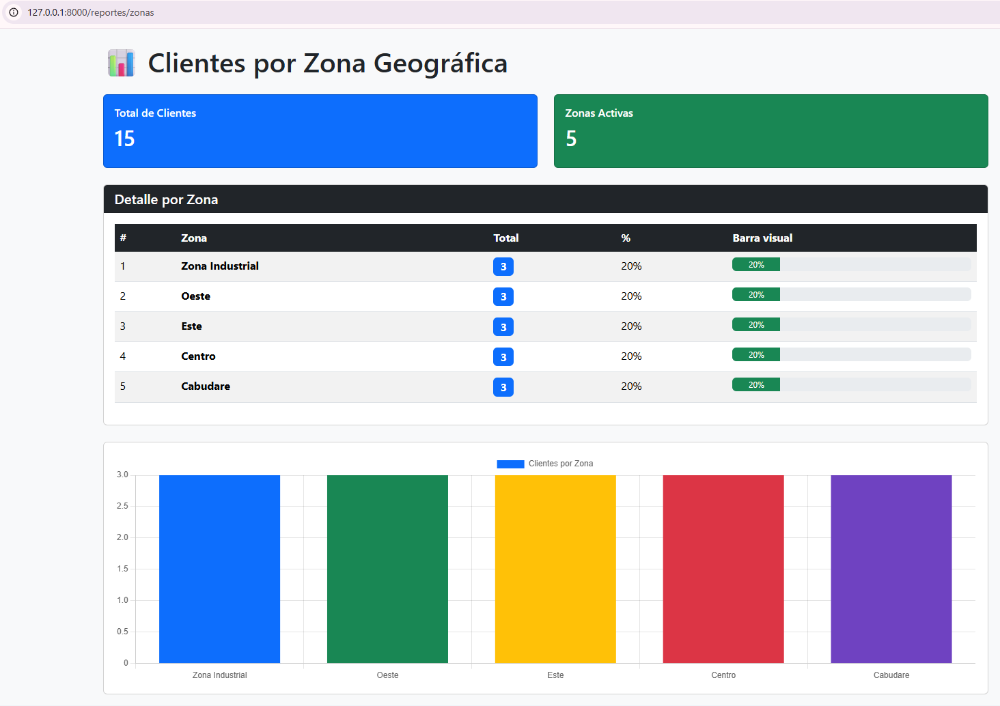 127.0.0.1:8000/reportes/zonas
Clientes por Zona Geográfica
Total de Clientes
15
Zonas Activas
5
Detalle por Zona
# Zona Total % Barra visual
1 Zona Industrial 3 20% 20%
2 Oeste 3 20% 20%
3 Este 3 20% 20%
4 Centro 3 20% 20%
5 Cabudare 3 20% 20%
Clientes por Zona
3.0
2.5
2.0
1.5
1.0
0.5
0
Zona Industrial Oeste Este Centro Cabudare